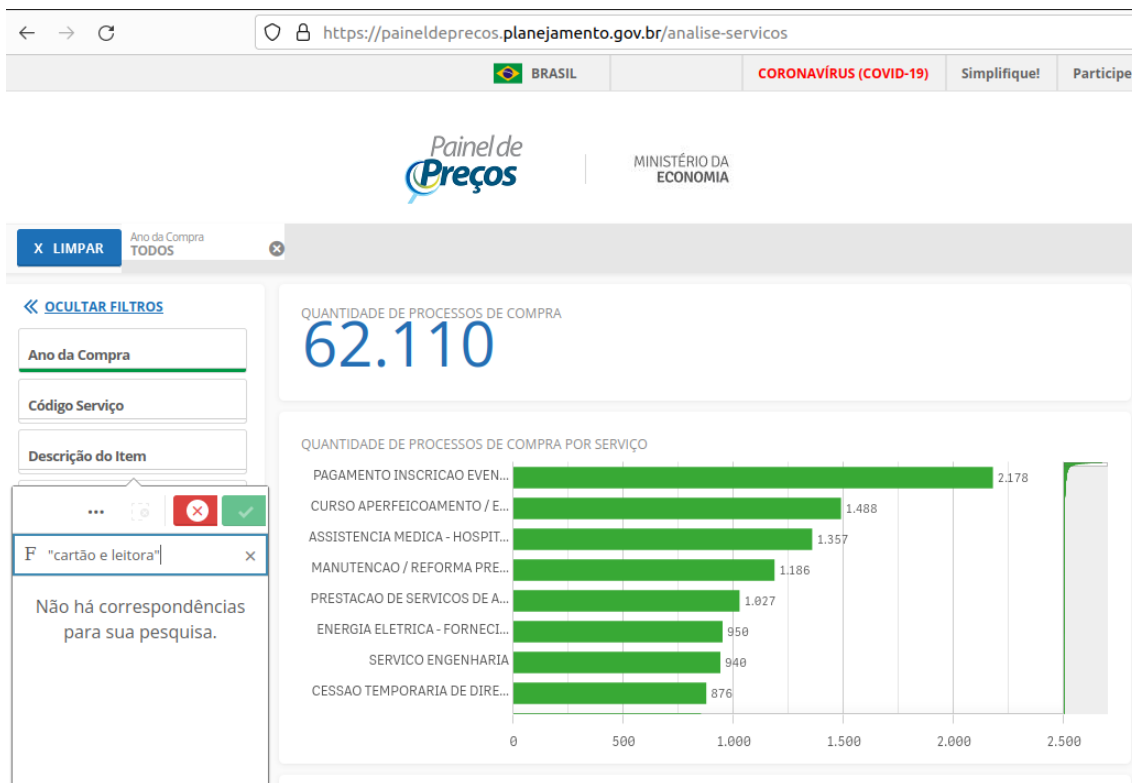 https://paineldeprecos.planejamento.gov.br/analise-servicos
BRASIL
CORONAVÍRUS (COVID-19)
Simplifique!
Participe
Painel de
Preços
MINISTÉRIO DA
ECONOMIA
X LIMPAR
Ano da Compra
TODOS
OCULTAR FILTROS
Ano da Compra
Código Serviço
Descrição do Item
F "cartão e leitora"
Não há correspondências
para sua pesquisa.
QUANTIDADE DE PROCESSOS DE COMPRA
62.110
QUANTIDADE DE PROCESSOS DE COMPRA POR SERVIÇO
PAGAMENTO INSCRICAO EVEN... 2.178
CURSO APERFEICOAMENTO / E... 1.488
ASSISTENCIA MEDICA - HOSPIT... 1.357
MANUTENCAO / REFORMA PRE... 1.186
PRESTACAO DE SERVICOS DE A... 1.027
ENERGIA ELETRICA - FORNECI... 950
SERVICO ENGENHARIA 940
CESSAO TEMPORARIA DE DIRE... 876
0 500 1.000 1.500 2.000 2.500